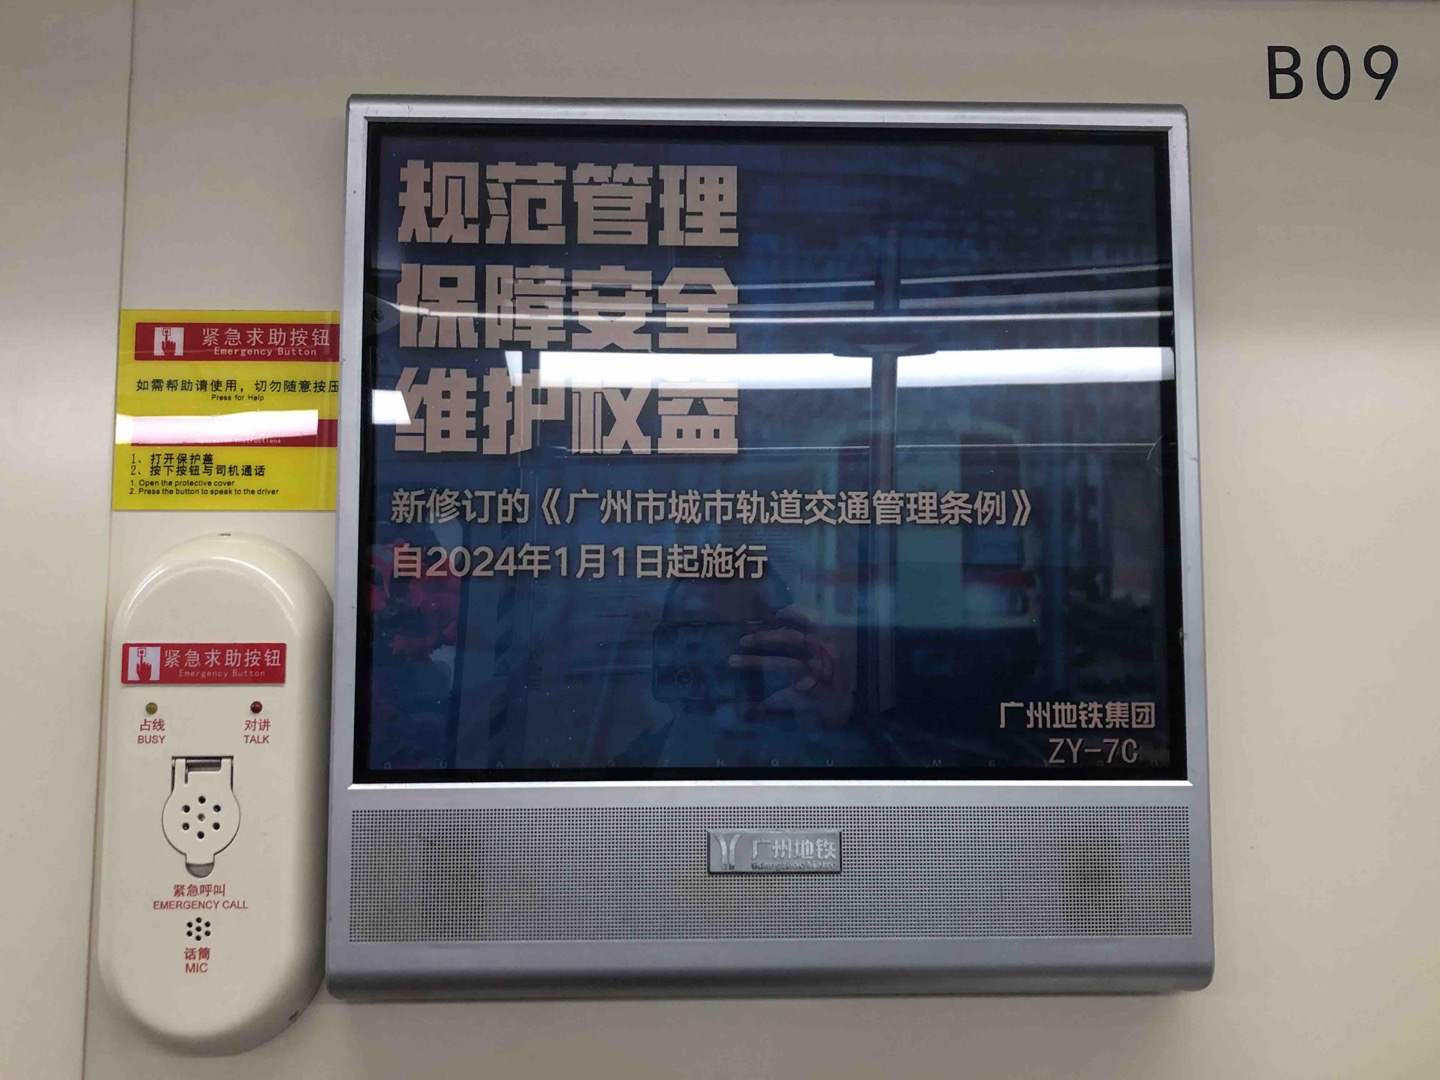 B09
规范管理
保障安全
维护权益
新修订的《广州市城市轨道交通管理条例》
自2024年1月1日起施行
广州地铁集团
ZY-7C
广州地铁
紧急求助按钮
Emergency Button
如需帮助请使用，切勿随意按压
Press for Help
1、打开保护盖
2、按下按钮与司机通话
1. Open the protective cover
2. Press the button to speak to the driver
紧急求助按钮
Emergency Button
占线 对讲
BUSY TALK
紧急呼叫
EMERGENCY CALL
话筒
MIC